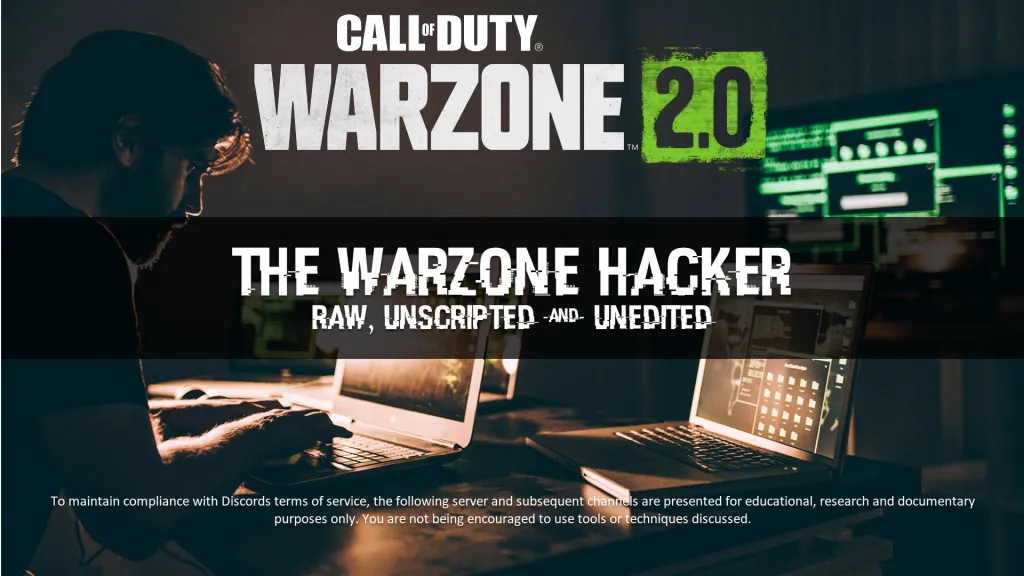 CALL OF DUTY®
WARZONE™ 2.0
THE WARZONE HACKER
RAW, UNSCRIPTED -AND- UNEDITED
To maintain compliance with Discords terms of service, the following server and subsequent channels are presented for educational, research and documentary
purposes only. You are not being encouraged to use tools or techniques discussed.